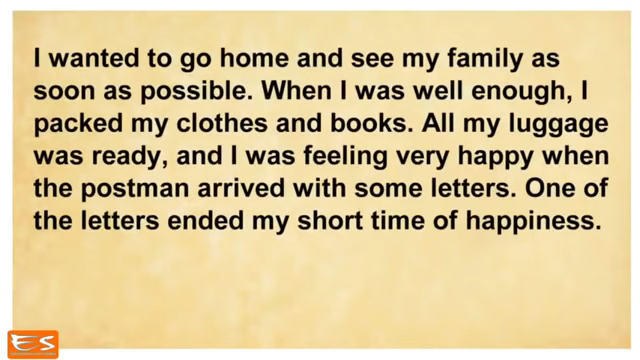 I wanted to go home and see my family as
soon as possible. When I was well enough, I
packed my clothes and books. All my luggage
was ready, and I was feeling very happy when
the postman arrived with some letters. One of
the letters ended my short time of happiness.
ES